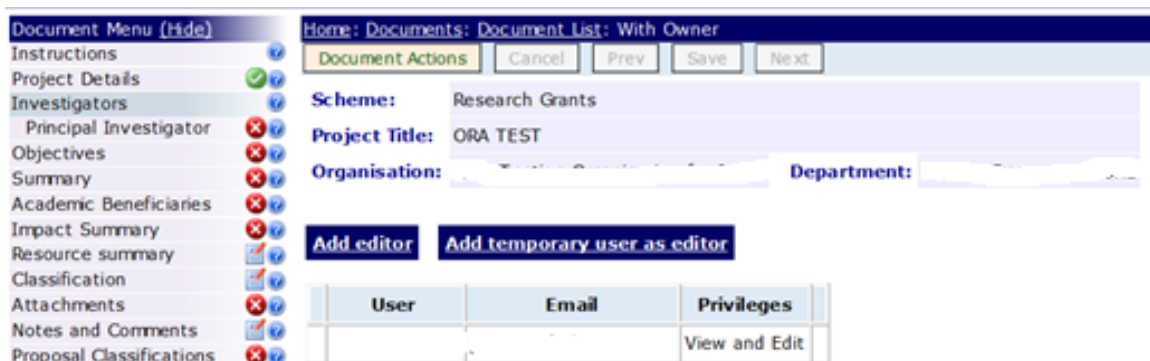 Document Menu (Hide)
Instructions
Project Details
Investigators
Principal Investigator
Objectives
Summary
Academic Beneficiaries
Impact Summary
Resource summary
Classification
Attachments
Notes and Comments
Proposal Classifications
Home: Documents: Document List: With Owner
Document Actions Cancel Prev Save Next
Scheme: Research Grants
Project Title: ORA TEST
Organisation: Department:
Add editor Add temporary user as editor
User Email Privileges
View and Edit